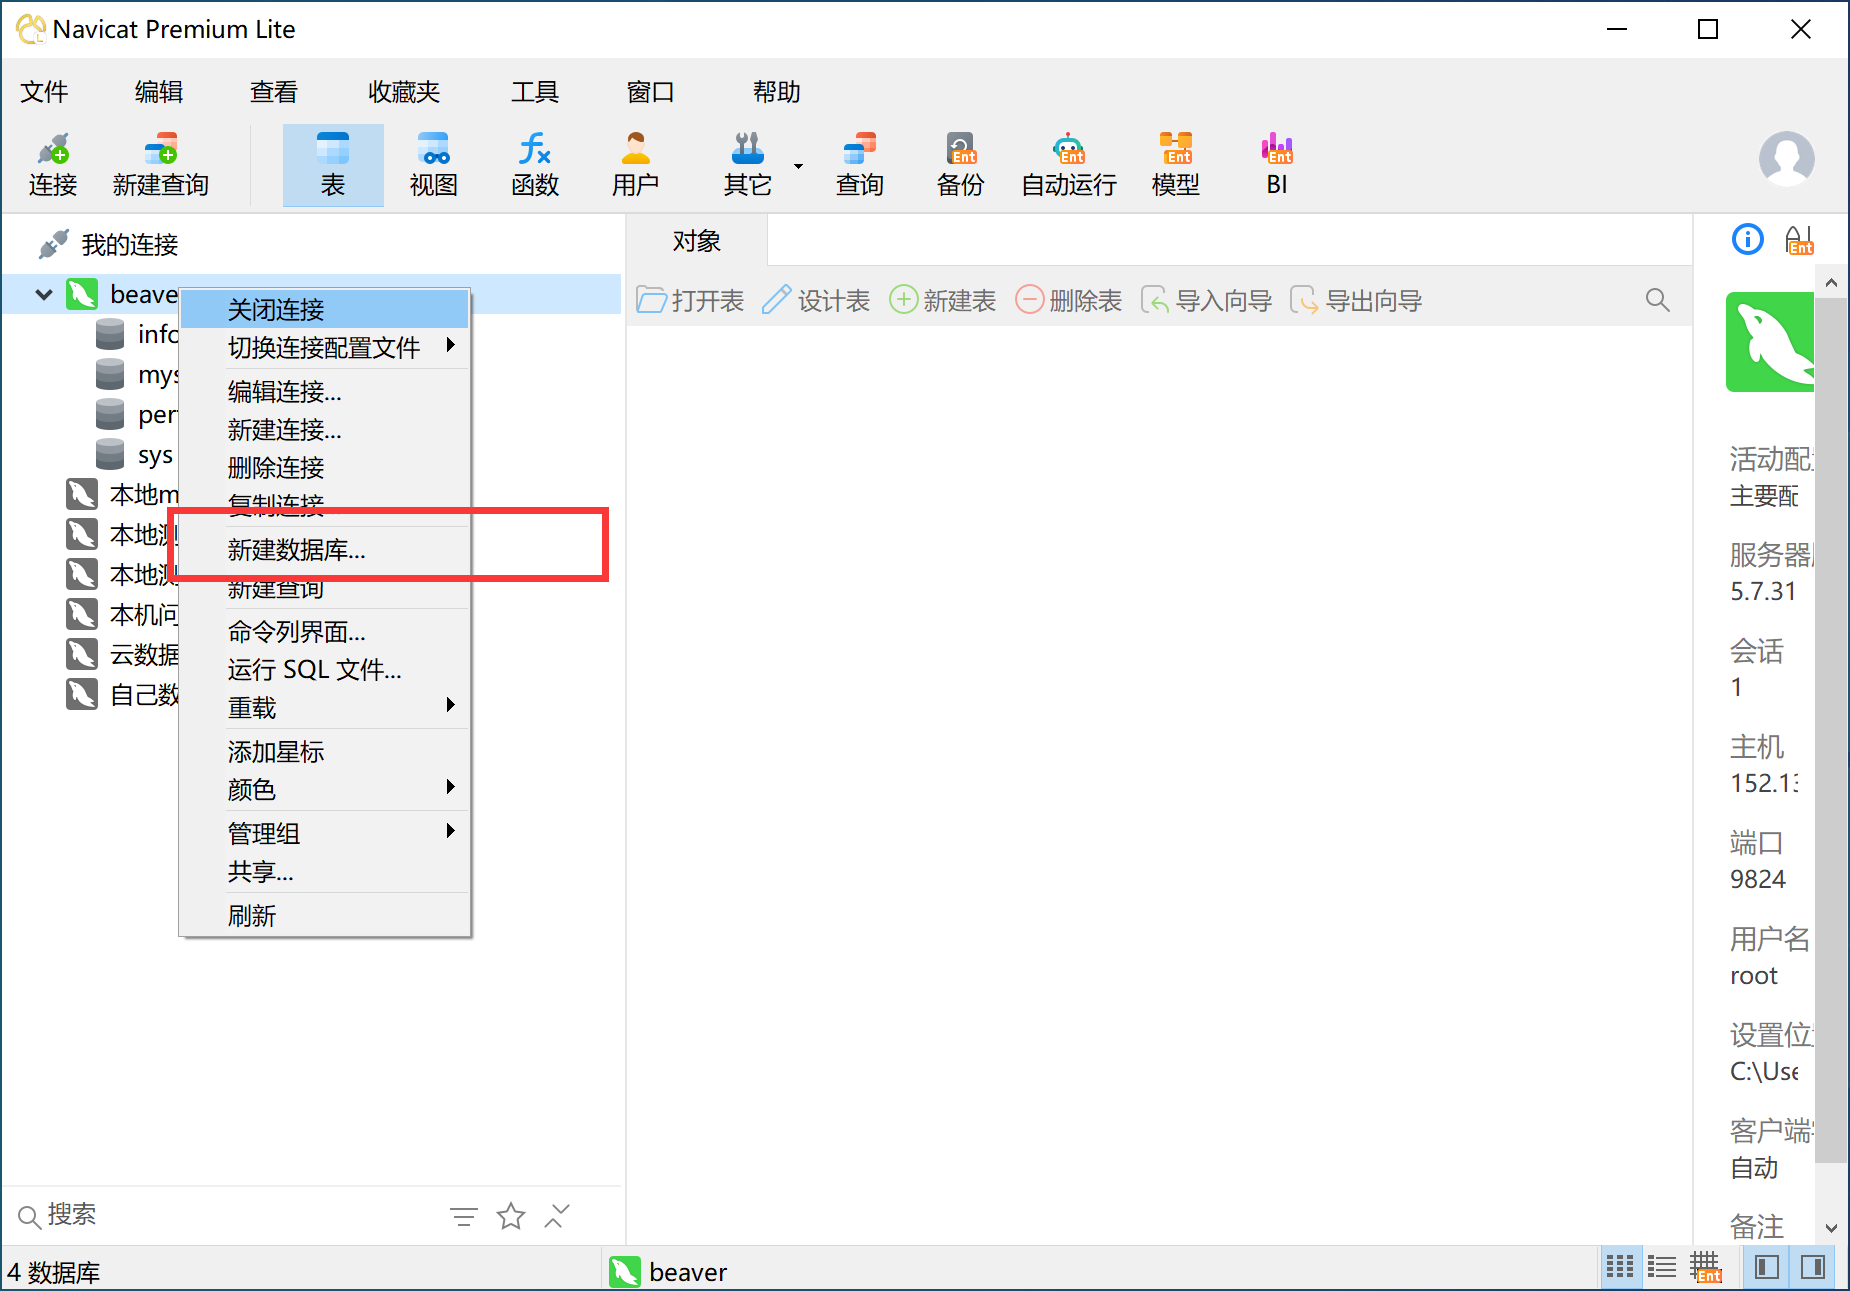 Navicat Premium Lite
文件 编辑 查看 收藏夹 工具 窗口 帮助
连接 新建查询 表 视图 函数 用户 其它 查询 备份 自动运行 模型 BI
Ent Ent Ent Ent
我的连接
对象
Ent
beave
关闭连接
打开表 设计表 新建表 删除表 导入向导 导出向导
info
切换连接配置文件
mys
编辑连接...
per
新建连接...
sys
删除连接
本地m
复制连接
本地测
新建数据库...
本地测
新建查询
本机问
命令列界面...
云数据
运行 SQL 文件...
自己数
重载
添加星标
颜色
管理组
共享...
刷新
活动配
主要配
服务器
5.7.31
会话
1
主机
152.13
端口
9824
用户名
root
设置位
C:\Use
客户端
自动
备注
搜索
4 数据库
beaver
Ent